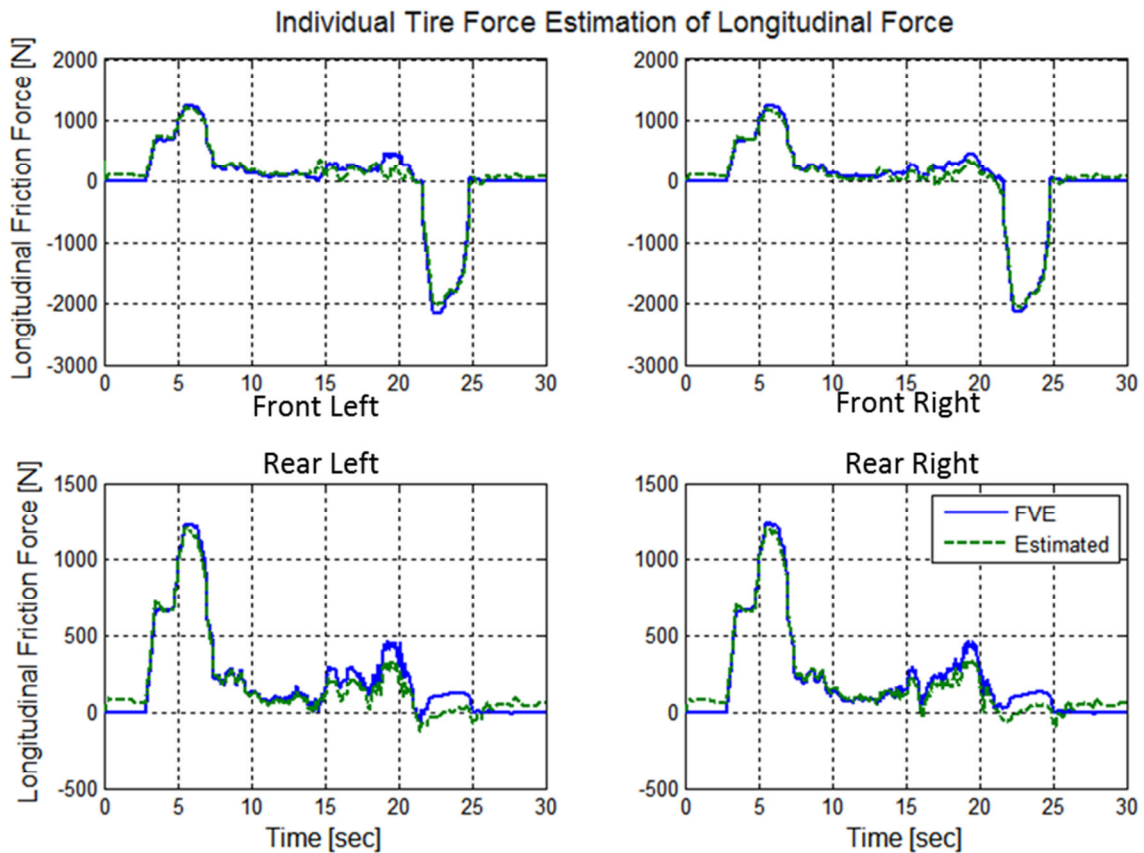 Individual Tire Force Estimation of Longitudinal Force
Longitudinal Friction Force [N]
2000
1000
0
-1000
-2000
-3000
0 5 10 15 20 25 30
Front Left
2000
1000
0
-1000
-2000
-3000
0 5 10 15 20 25 30
Front Right
Rear Left
Longitudinal Friction Force [N]
1500
1000
500
0
-500
0 5 10 15 20 25 30
Time [sec]
Rear Right
1500
1000
500
0
-500
FVE
Estimated
0 5 10 15 20 25 30
Time [sec]